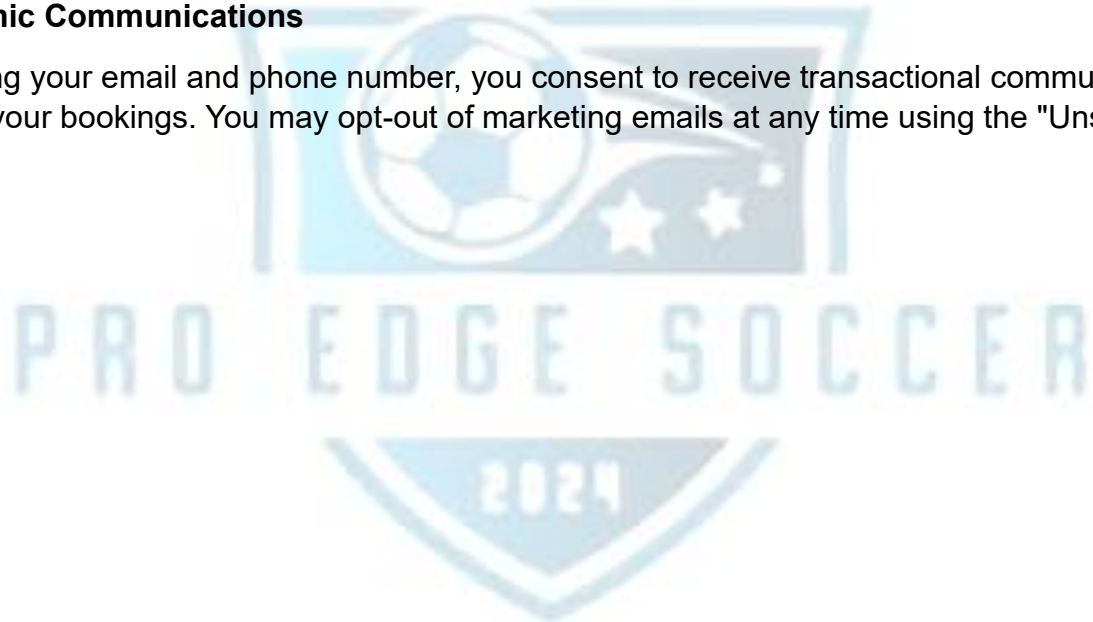 nic Communications
ng your email and phone number, you consent to receive transactional commu
your bookings. You may opt-out of marketing emails at any time using the "Uns
PRO EDGE SOCCER
2024